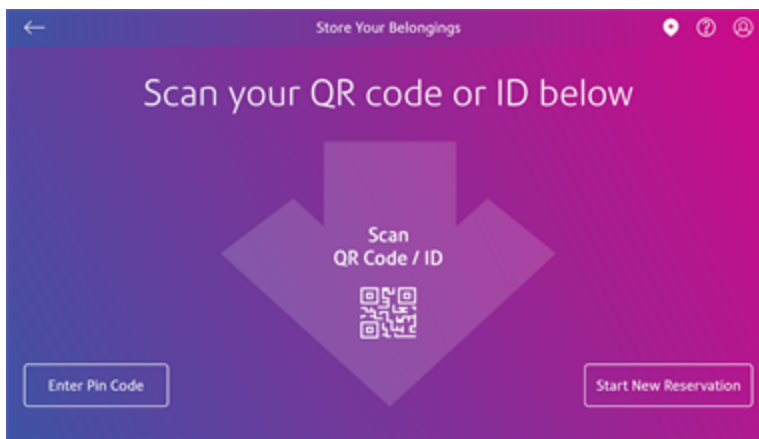 Store Your Belongings
Scan your QR code or ID below
Scan
QR Code / ID
Enter Pin Code
Start New Reservation